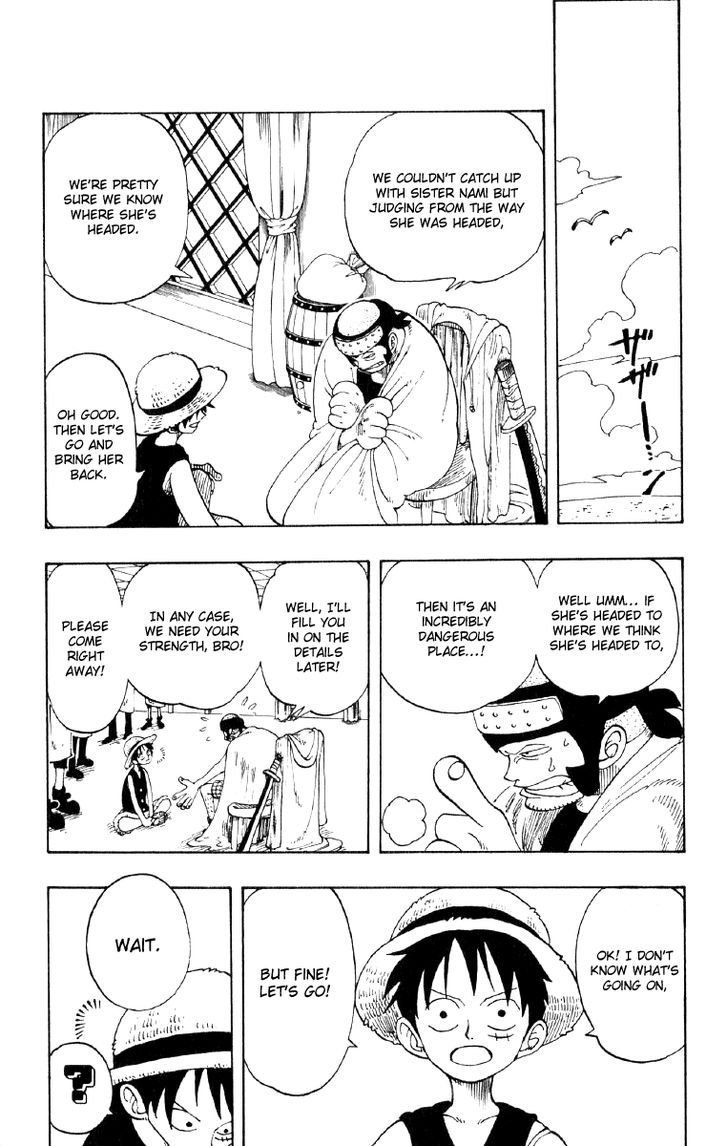 ザザー…ン
WE COULDN'T CATCH UP
WITH SISTER NAMI BUT
JUDGING FROM THE WAY
SHE WAS HEADED,
WE'RE PRETTY
SURE WE KNOW
WHERE SHE'S
HEADED.
OH GOOD.
THEN LET'S
GO AND
BRING HER
BACK.
WELL UMM... IF
SHE'S HEADED TO
WHERE WE THINK
SHE'S HEADED TO,
THEN IT'S AN
INCREDIBLY
DANGEROUS
PLACE...!
WELL, I'LL
FILL YOU
IN ON THE
DETAILS
LATER!
IN ANY CASE,
WE NEED YOUR
STRENGTH, BRO!
PLEASE
COME
RIGHT
AWAY!
OK! I DON'T
KNOW WHAT'S
GOING ON,
BUT FINE!
LET'S GO!
WAIT.
?